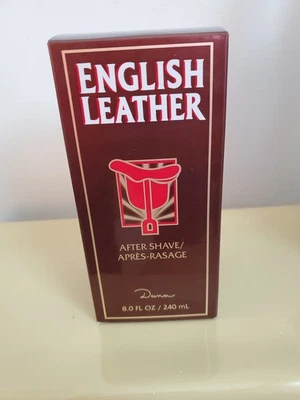 ENGLISH
LEATHER
AFTER SHAVE/
APRÈS-RASAGE
Dana
8.0 FL OZ / 240 mL